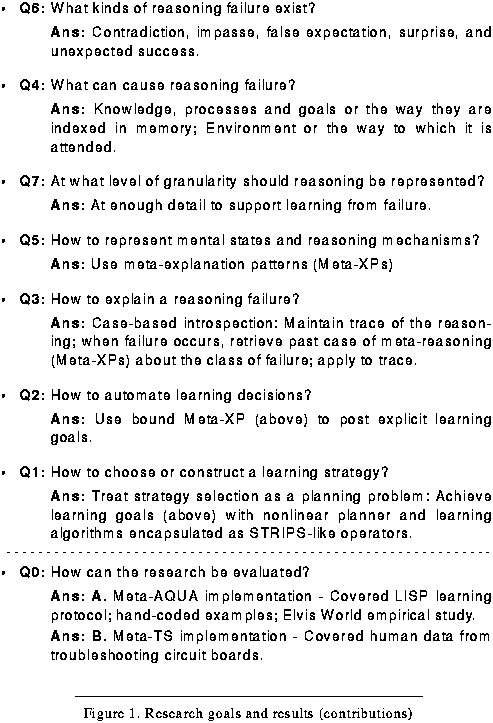 • Q6: What kinds of reasoning failure exist?
Ans: Contradiction, impasse, false expectation, surprise, and
unexpected success.
• Q4: What can cause reasoning failure?
Ans: Knowledge, processes and goals or the way they are
indexed in memory; Environment or the way to which it is
attended.
• Q7: At what level of granularity should reasoning be represented?
Ans: At enough detail to support learning from failure.
• Q5: How to represent mental states and reasoning mechanisms?
Ans: Use meta-explanation patterns (Meta-XPs)
• Q3: How to explain a reasoning failure?
Ans: Case-based introspection: Maintain trace of the reason-
ing; when failure occurs, retrieve past case of meta-reasoning
(Meta-XPs) about the class of failure; apply to trace.
• Q2: How to automate learning decisions?
Ans: Use bound Meta-XP (above) to post explicit learning
goals.
• Q1: How to choose or construct a learning strategy?
Ans: Treat strategy selection as a planning problem: Achieve
learning goals (above) with nonlinear planner and learning
algorithms encapsulated as STRIPS-like operators.
• Q0: How can the research be evaluated?
Ans: A. Meta-AQUA implementation - Covered LISP learning
protocol; hand-coded examples; Elvis World empirical study.
Ans: B. Meta-TS implementation - Covered human data from
troubleshooting circuit boards.
Figure 1. Research goals and results (contributions)